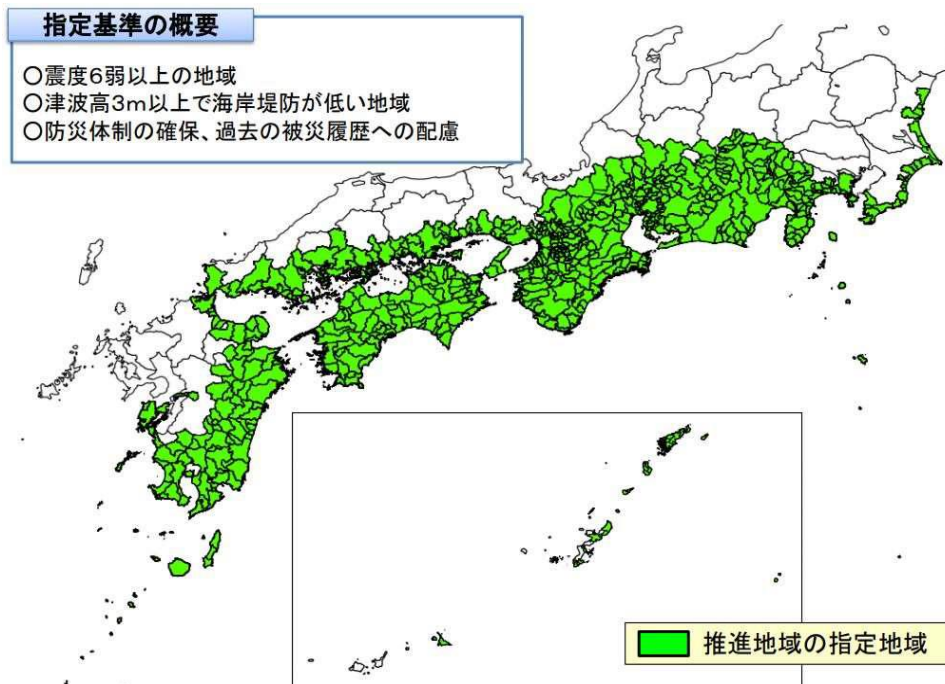 指定基準の概要
○震度6弱以上の地域
○津波高3m以上で海岸堤防が低い地域
○防災体制の確保、過去の被災履歴への配慮
推進地域の指定地域